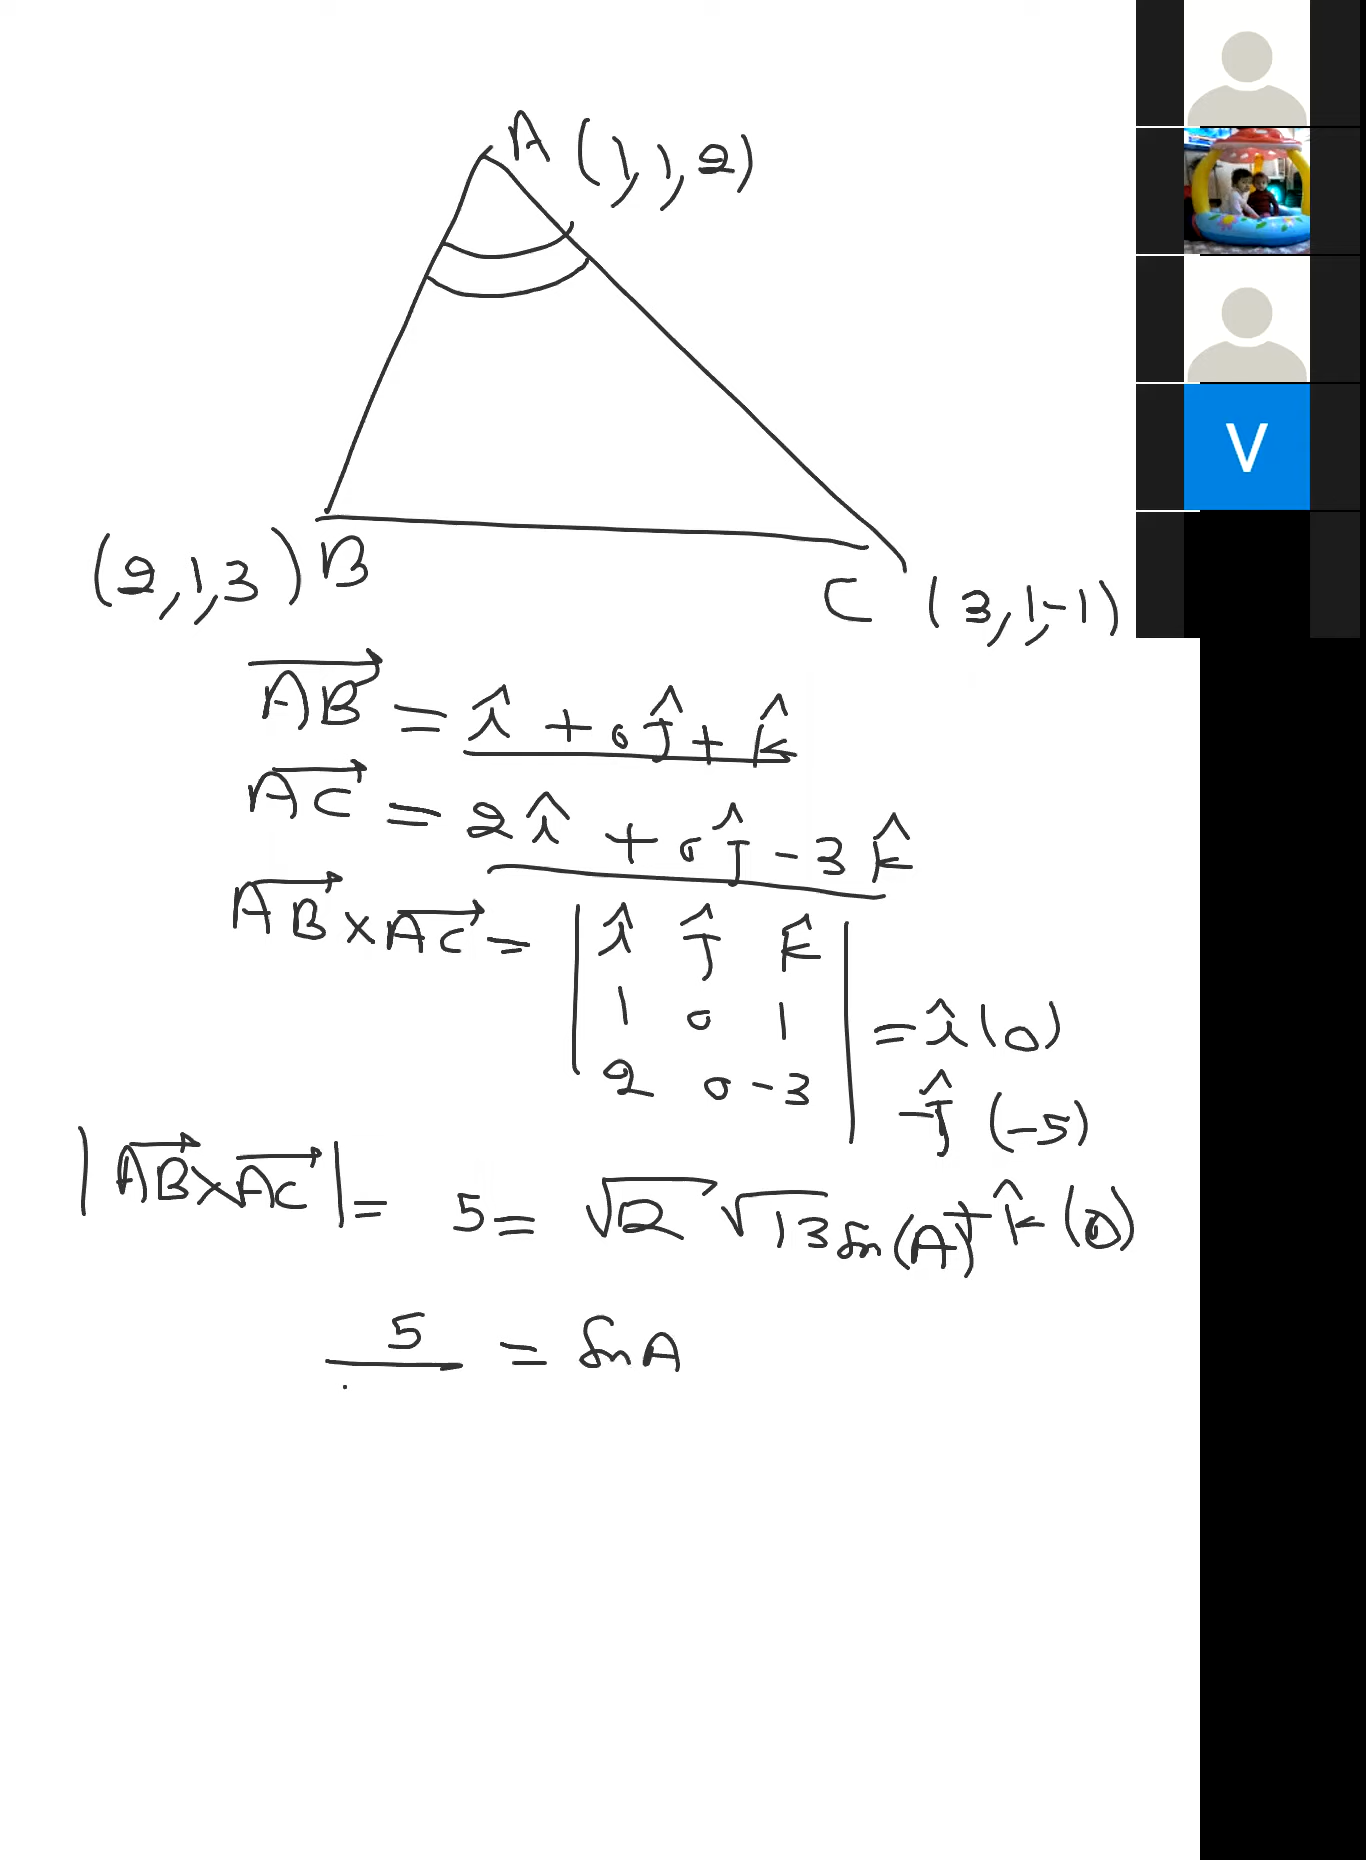 A (1, 1, 2)
V
(2, 1, 3) B
C (3, 1, -1)
AB⃗ = î + 0ĵ + k̂
AC⃗ = 2î + 0ĵ - 3k̂
AB⃗ × AC⃗ = | î ĵ k̂ |
1 0 1 = î(0)
2 0 -3 -ĵ (-5)
|AB⃗ × AC⃗| = 5 = √2 √13 sin(A) + k̂ (0)
5 = sin A